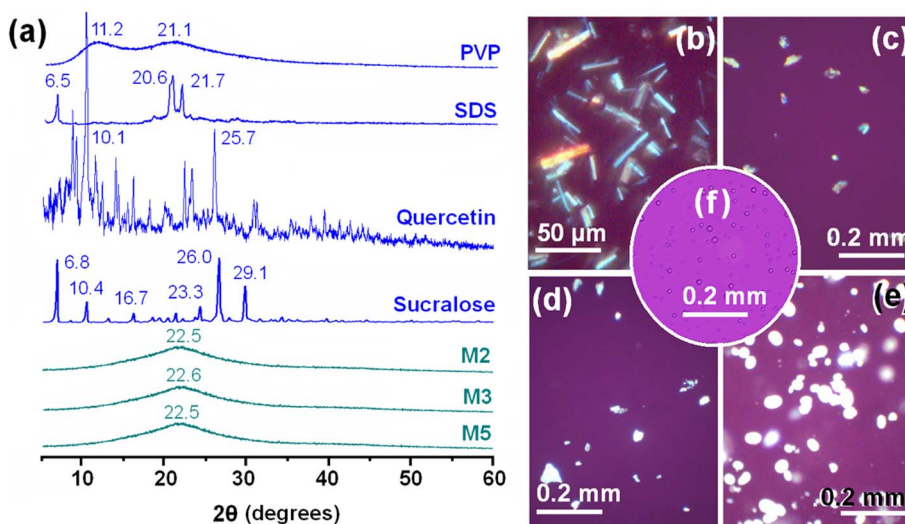 (a)
11.2 21.1
PVP
6.5 20.6 21.7
SDS
10.1 25.7
Quercetin
6.8 10.4 16.7 23.3 26.0 29.1
Sucralose
22.5
M2
22.6
M3
22.5
M5
10 20 30 40 50 60
2θ (degrees)
(b)
50 µm
(c)
0.2 mm
(f)
0.2 mm
(d)
0.2 mm
(e)
0.2 mm